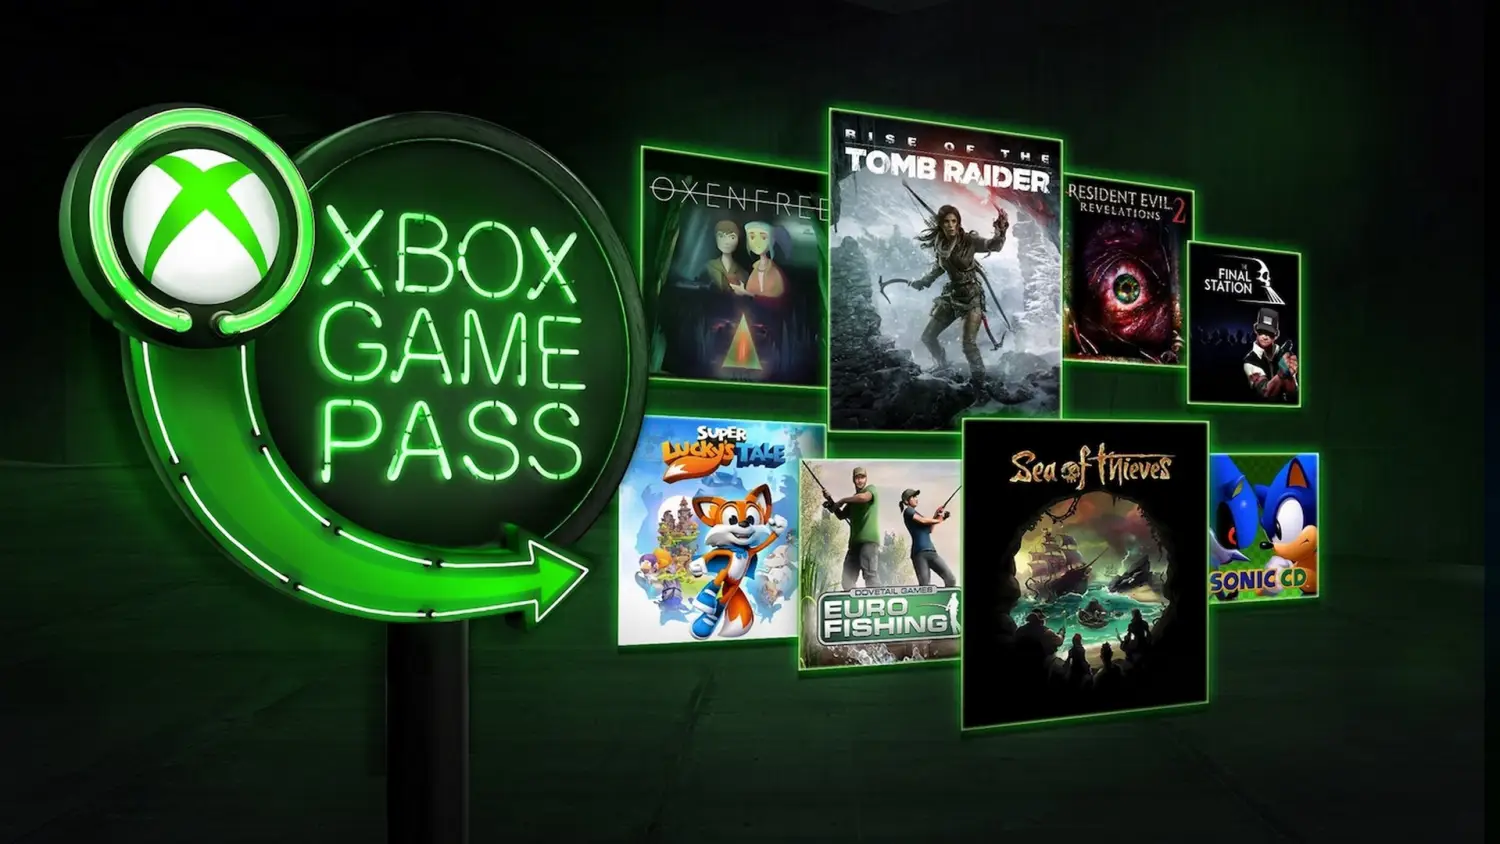 XBOX
GAME
PASS
OXENFREE
RISE OF THE
TOMB RAIDER
RESIDENT EVIL
REVELATIONS 2
THE
FINAL
STATION
SUPER
LUCKY'S TALE
DOVETAIL GAMES
EURO
FISHING
Sea of Thieves
SONIC CD